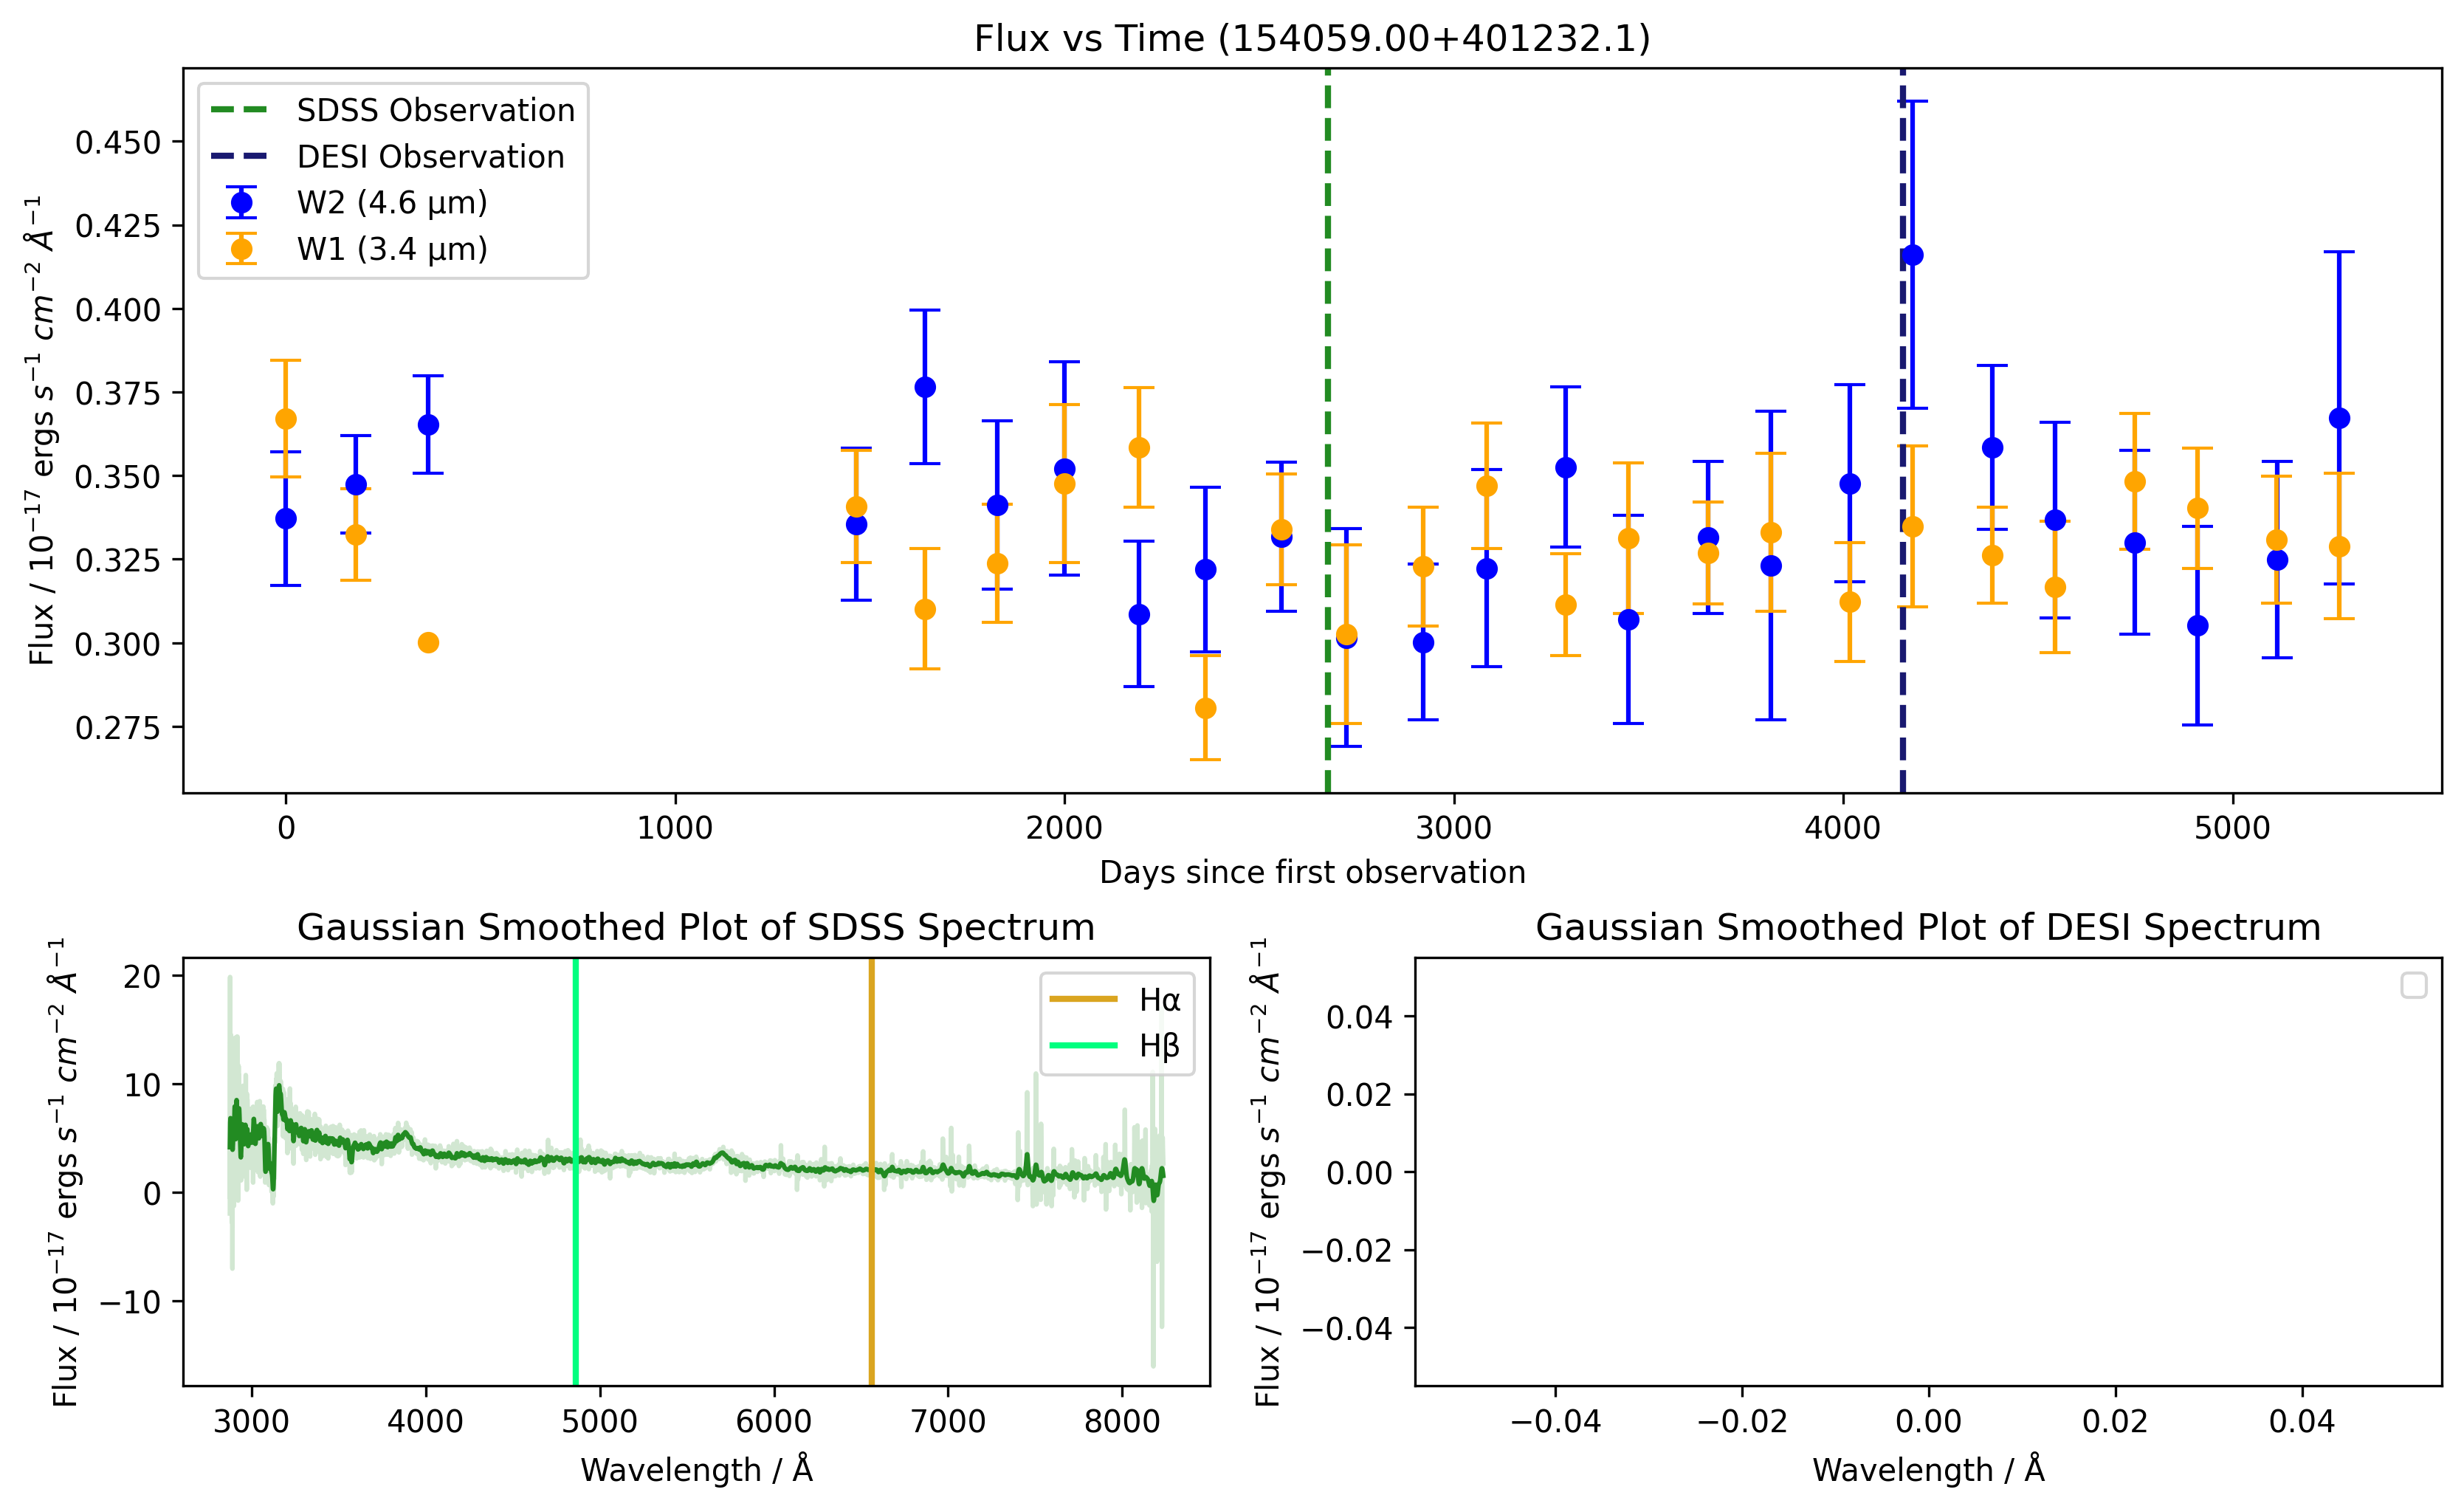 Flux vs Time (154059.00+401232.1)
SDSS Observation
DESI Observation
W2 (4.6 μm)
W1 (3.4 μm)
Flux / 10⁻¹⁷ ergs s⁻¹ cm⁻² Å⁻¹
0.450
0.425
0.400
0.375
0.350
0.325
0.300
0.275
0 1000 2000 3000 4000 5000
Days since first observation
Gaussian Smoothed Plot of SDSS Spectrum
Hα
Hβ
Flux / 10⁻¹⁷ ergs s⁻¹ cm⁻² Å⁻¹
20
10
0
−10
3000 4000 5000 6000 7000 8000
Wavelength / Å
Gaussian Smoothed Plot of DESI Spectrum
Flux / 10⁻¹⁷ ergs s⁻¹ cm⁻² Å⁻¹
0.04
0.02
0.00
−0.02
−0.04
−0.04 −0.02 0.00 0.02 0.04
Wavelength / Å